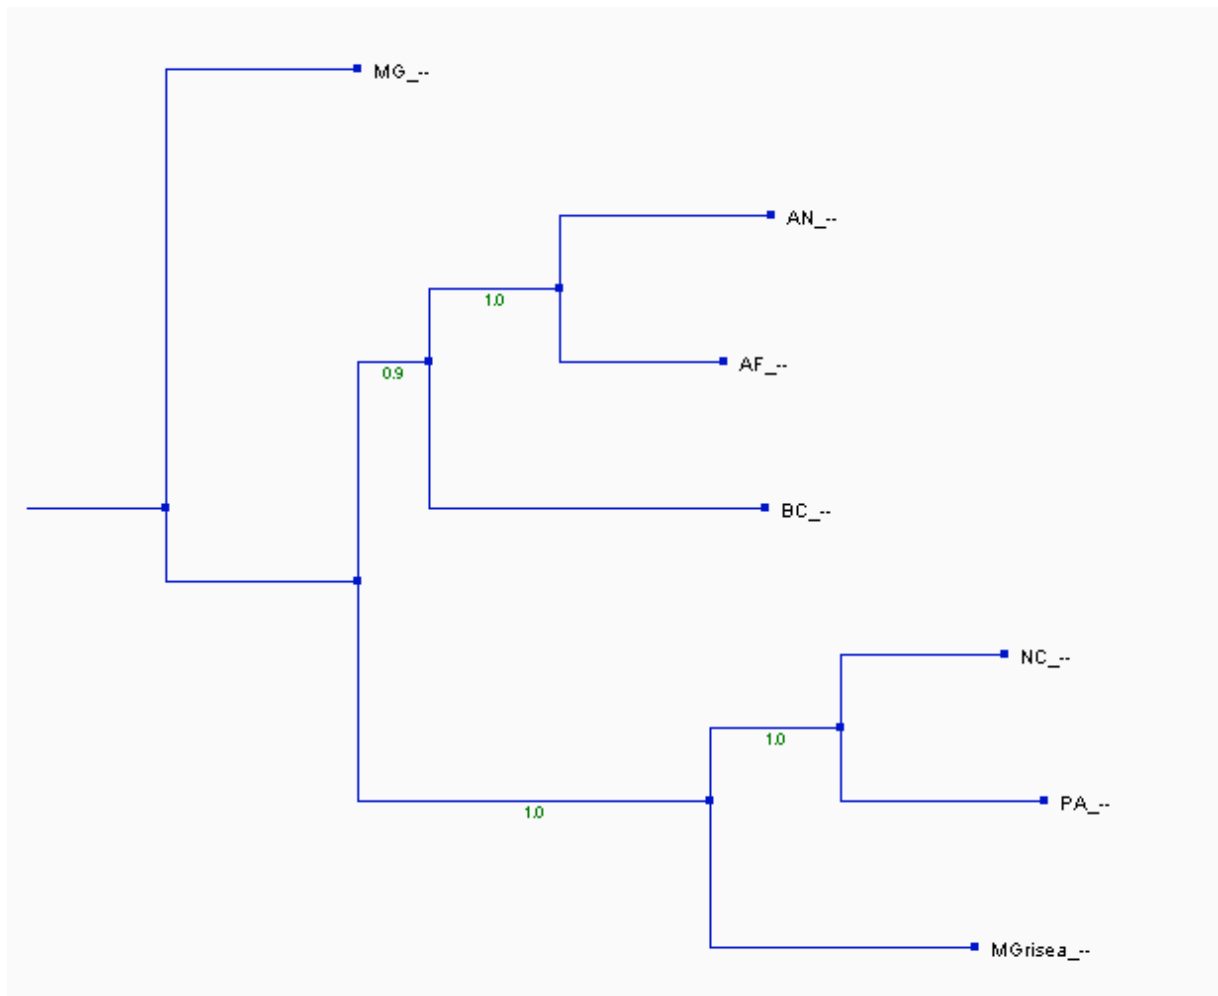 MG_--
AN_--
1.0
AF_--
0.9
BC_--
NC_--
1.0
PA_--
1.0
MGrisea_--